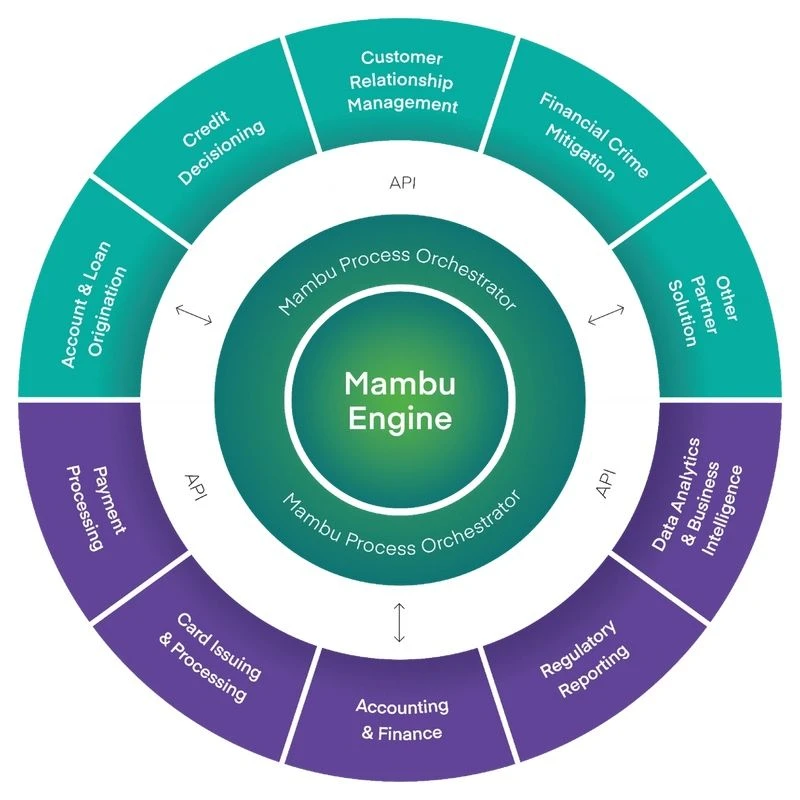 Customer
Relationship
Management
Financial Crime
Mitigation
Other
Partner
Solution
Data Analytics
& Business
Intelligence
Regulatory
Reporting
Accounting
& Finance
Card Issuing
& Processing
Payment
Processing
Account & Loan
Origination
Credit
Decisioning
API
API
API
Mambu Process Orchestrator
Mambu
Engine
Mambu Process Orchestrator